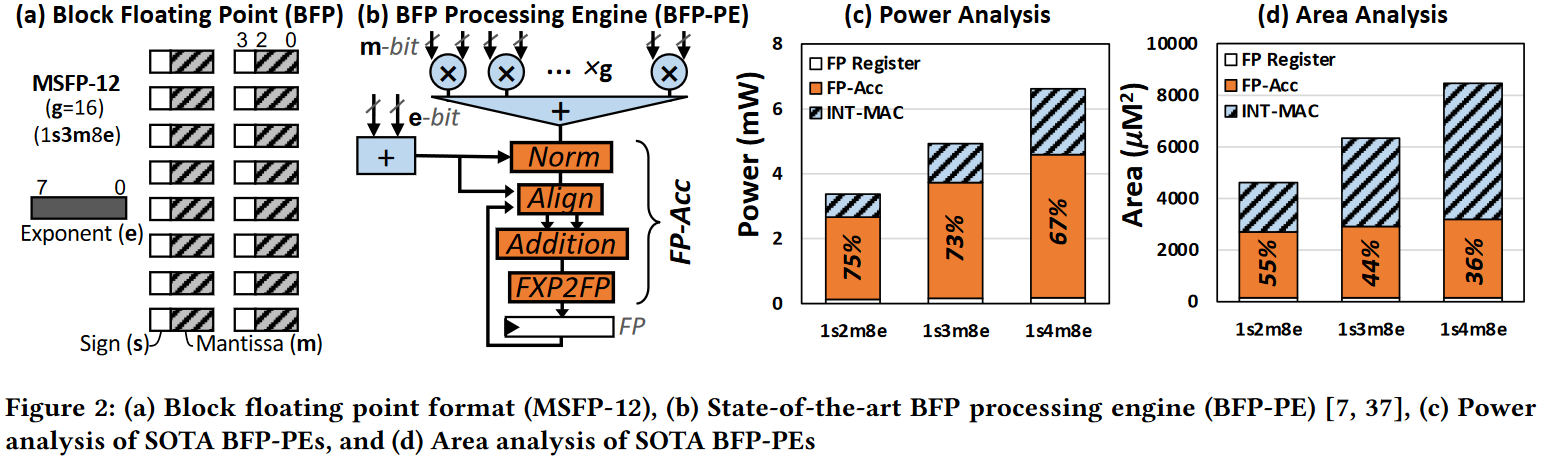 (a) Block Floating Point (BFP)
3 2 0
MSFP-12
(g=16)
(1s3m8e)
7 0
Exponent (e)
Sign (s)
Mantissa (m)
(b) BFP Processing Engine (BFP-PE)
m-bit
× × ... ×g ×
+
e-bit
+
Norm
Align
Addition
FXP2FP
FP-Acc
FP
(c) Power Analysis
Power (mW)
8
6
4
2
0
FP Register
FP-Acc
INT-MAC
75%
73%
67%
1s2m8e 1s3m8e 1s4m8e
(d) Area Analysis
Area (μM²)
10000
8000
6000
4000
2000
0
FP Register
FP-Acc
INT-MAC
55%
44%
36%
1s2m8e 1s3m8e 1s4m8e
Figure 2: (a) Block floating point format (MSFP-12), (b) State-of-the-art BFP processing engine (BFP-PE) [7, 37], (c) Power
analysis of SOTA BFP-PEs, and (d) Area analysis of SOTA BFP-PEs